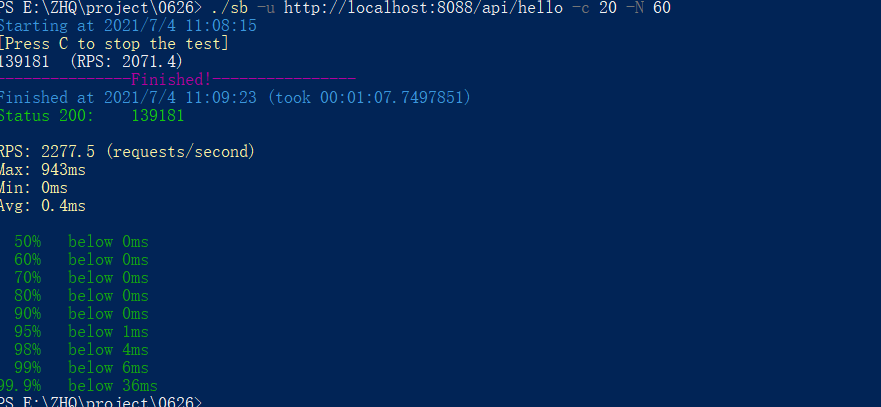 PS E:\ZHQ\project\0626> ./sb -u http://localhost:8088/api/hello -c 20 -N 60
Starting at 2021/7/4 11:08:15
[Press C to stop the test]
139181  (RPS: 2071.4)
---------------Finished!----------------
Finished at 2021/7/4 11:09:23 (took 00:01:07.7497851)
Status 200:    139181
RPS: 2277.5 (requests/second)
Max: 943ms
Min: 0ms
Avg: 0.4ms
50%   below 0ms
60%   below 0ms
70%   below 0ms
80%   below 0ms
90%   below 0ms
95%   below 1ms
98%   below 4ms
99%   below 6ms
99.9%   below 36ms
PS E:\ZHQ\project\0626>